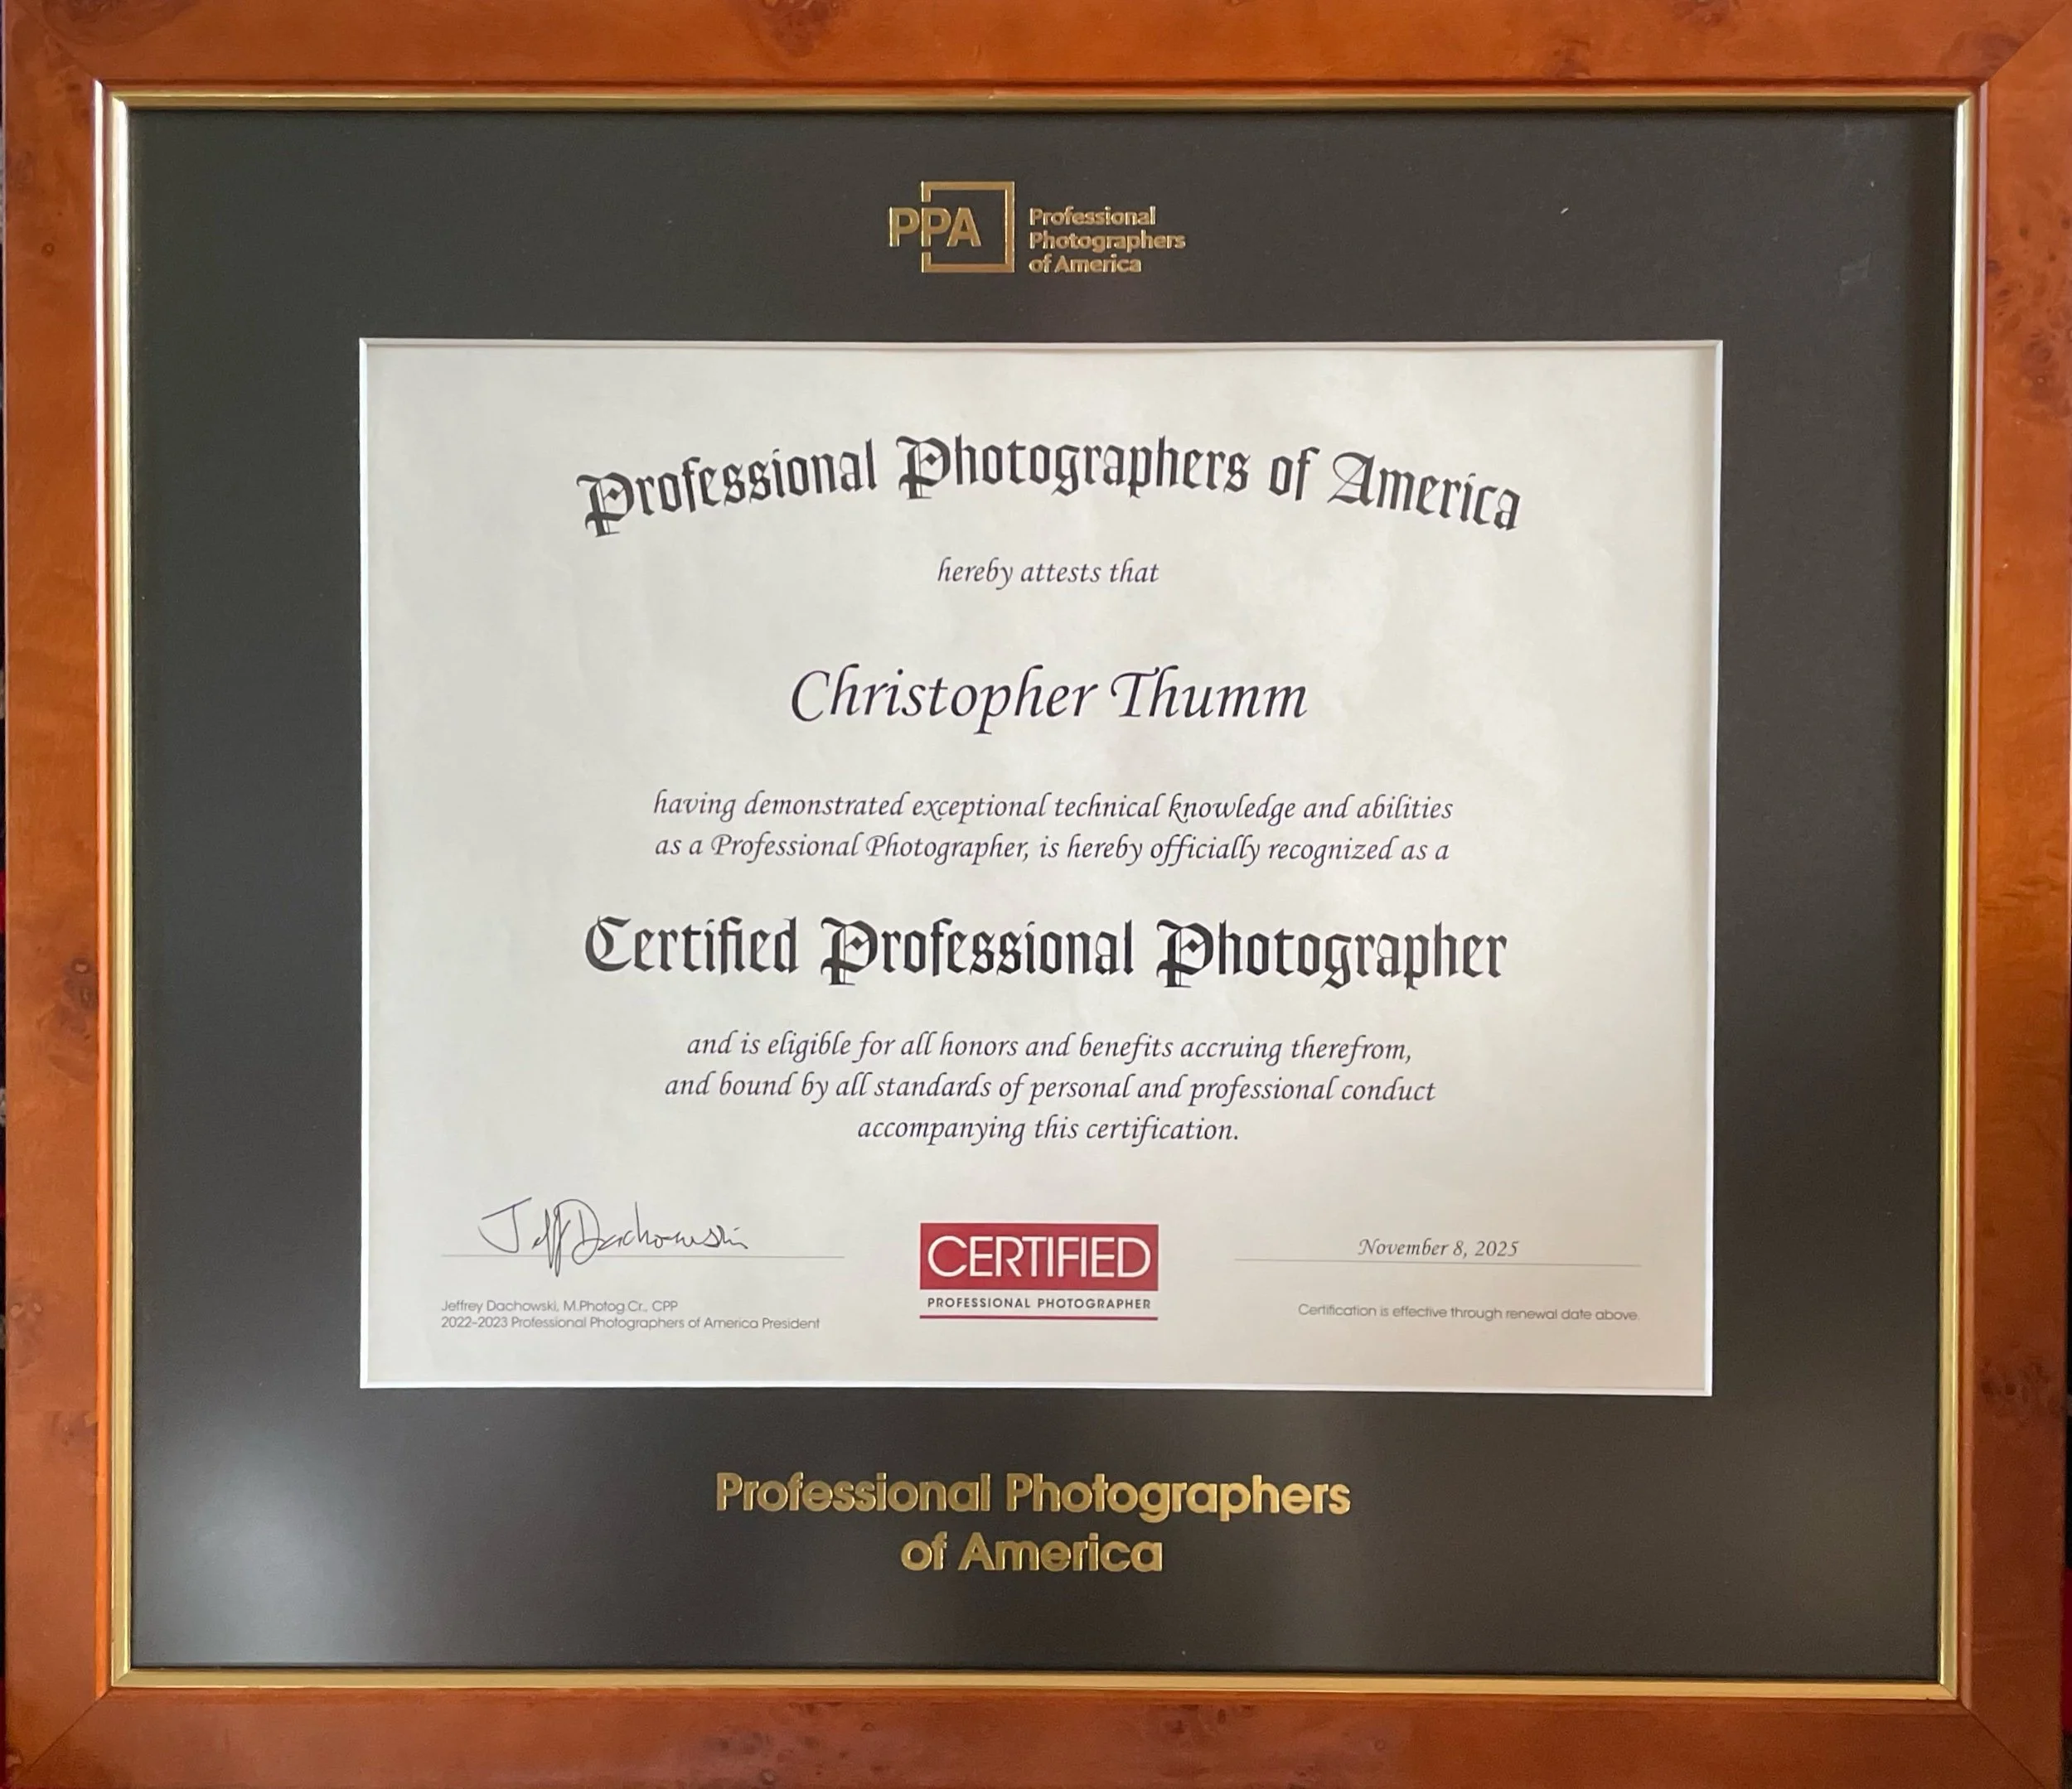 PPA
Professional
Photographers
of America
Professional Photographers of America
hereby attests that
Christopher Thumm
having demonstrated exceptional technical knowledge and abilities
as a Professional Photographer, is hereby officially recognized as a
Certified Professional Photographer
and is eligible for all honors and benefits accruing therefrom,
and bound by all standards of personal and professional conduct
accompanying this certification.
Jeff Dachowski
Jeffrey Dachowski, M.Photog.Cr., CPP
2022-2023 Professional Photographers of America President
CERTIFIED
PROFESSIONAL PHOTOGRAPHER
November 8, 2025
Certification is effective through renewal date above.
Professional Photographers
of America